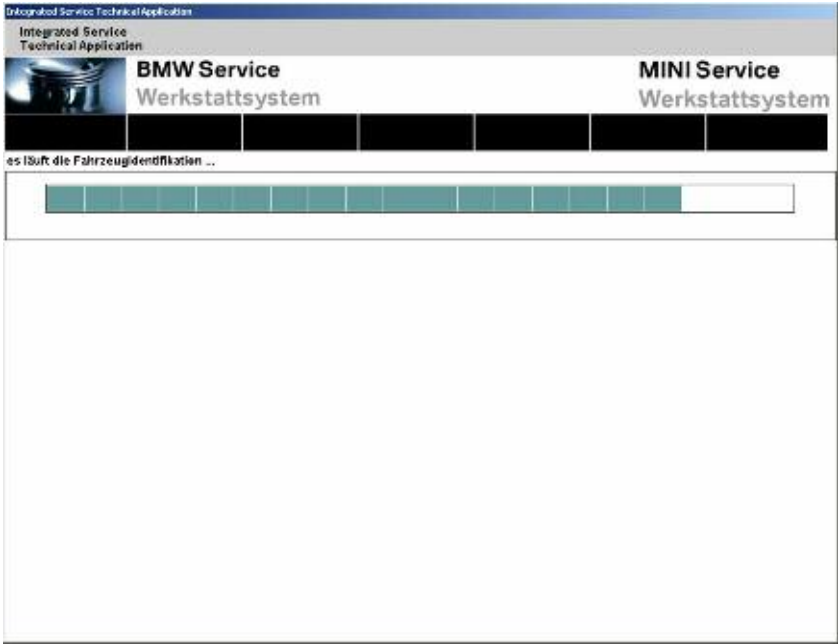 Integrated Service Technical Application
Integrated Service
Technical Application
BMW Service
Werkstattsystem
MINI Service
Werkstattsystem
es läuft die Fahrzeugidentifikation ...